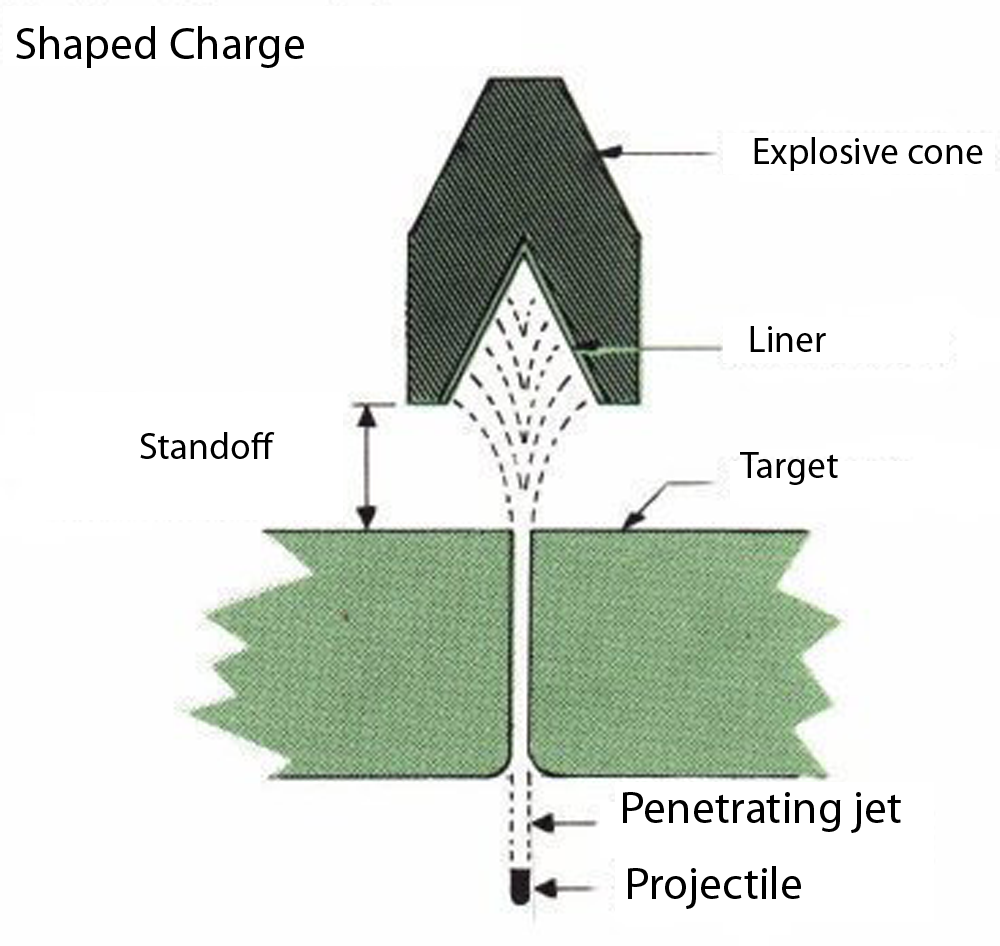 Shaped Charge
Explosive cone
Liner
Standoff
Target
Penetrating jet
Projectile